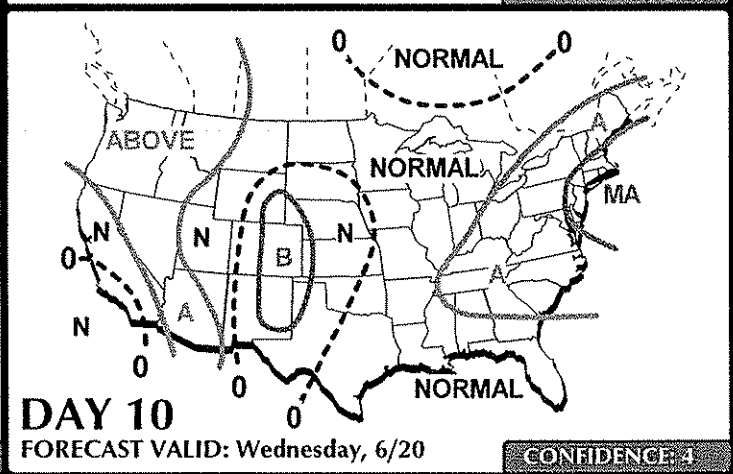 0 NORMAL 0
ABOVE
A
NORMAL
MA
N N N
B
0
A
A
N
0
0
0
NORMAL
DAY 10
FORECAST VALID: Wednesday, 6/20
CONFIDENCE: 4